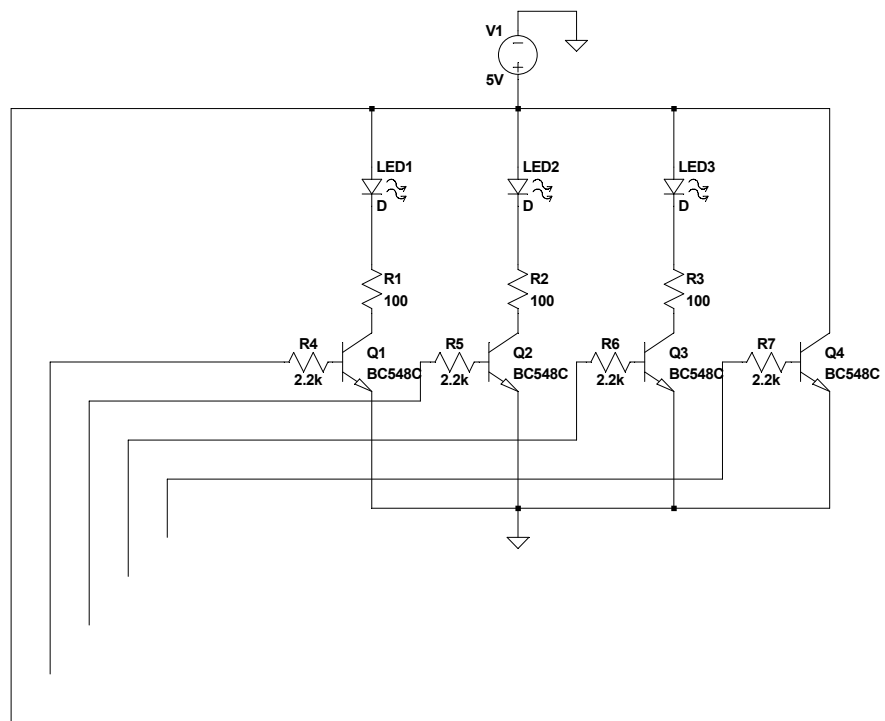 V1
5V
LED1
D
LED2
D
LED3
D
R1
100
R2
100
R3
100
R4
2.2k
Q1
BC548C
R5
2.2k
Q2
BC548C
R6
2.2k
Q3
BC548C
R7
2.2k
Q4
BC548C